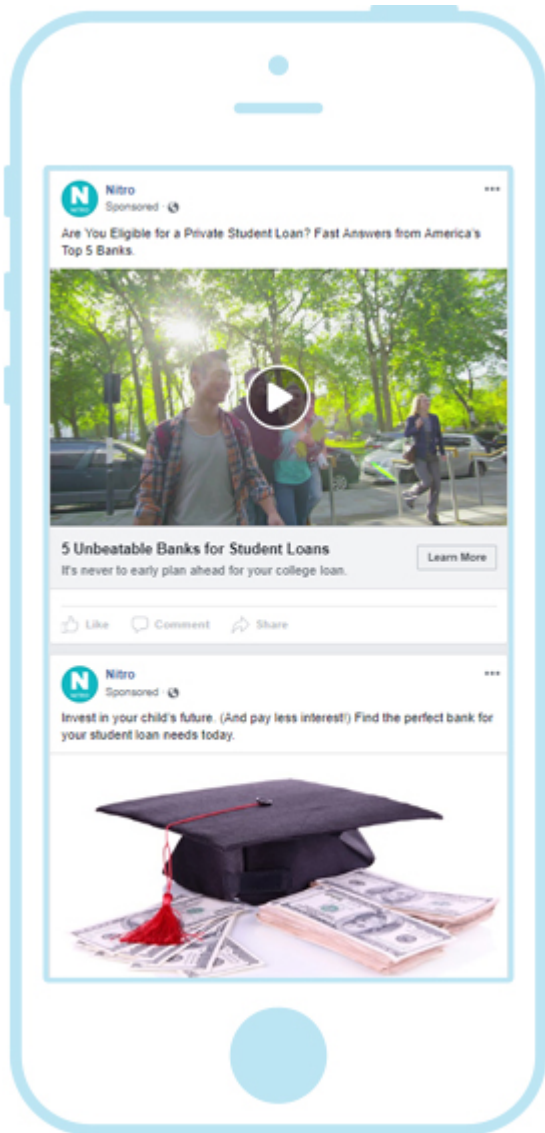 N
NITRO
Nitro
Sponsored ·
Are You Eligible for a Private Student Loan? Fast Answers from America's
Top 5 Banks.
5 Unbeatable Banks for Student Loans
It's never to early plan ahead for your college loan.
Learn More
Like Comment Share
N
NITRO
Nitro
Sponsored ·
Invest in your child's future. (And pay less interest!) Find the perfect bank for
your student loan needs today.